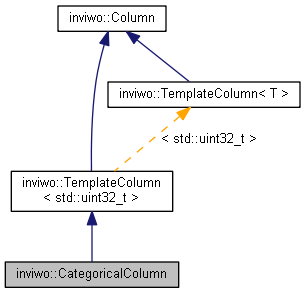 inviwo::Column
inviwo::TemplateColumn< T >
< std::uint32_t >
inviwo::TemplateColumn
< std::uint32_t >
inviwo::CategoricalColumn